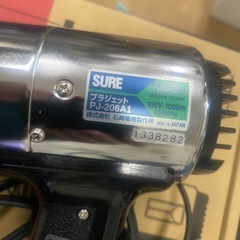 SURE
プラジェット
PJ-206A1
100V-1000W
株式会社 石崎電機製作所
MADE IN JAPAN
1338282